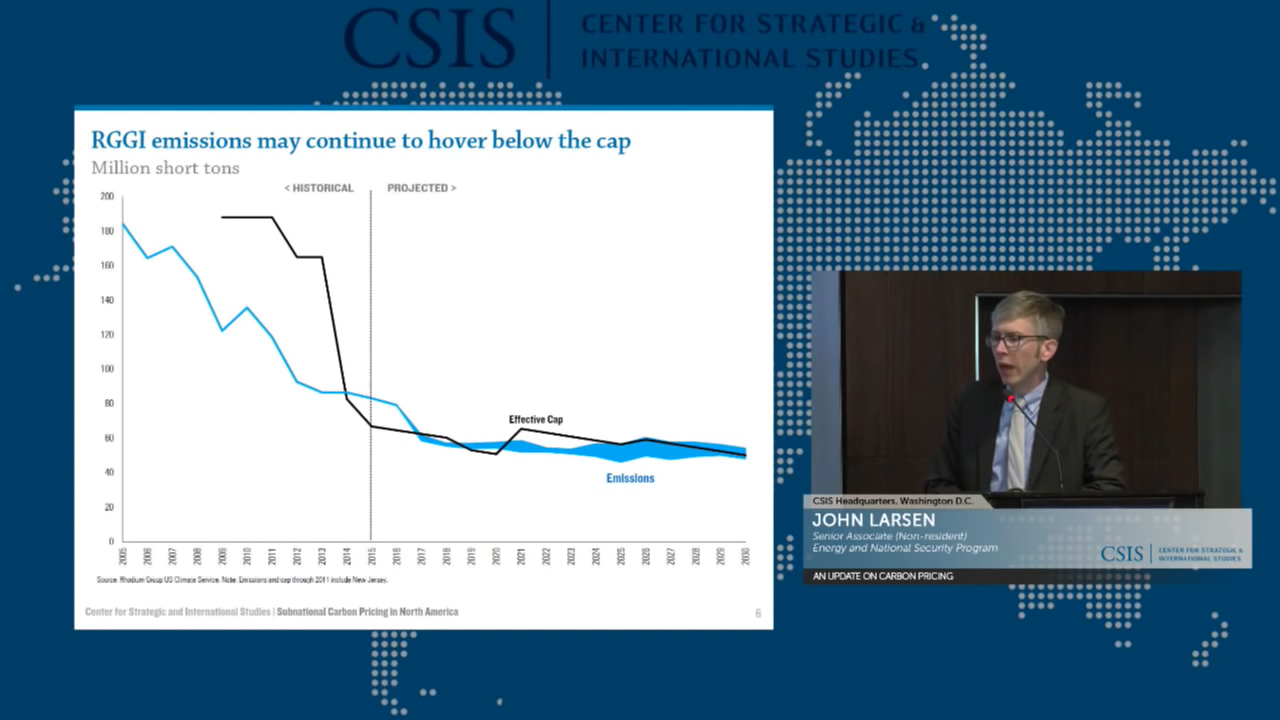 CSIS
CENTER FOR STRATEGIC &
INTERNATIONAL STUDIES
RGGI emissions may continue to hover below the cap
Million short tons
< HISTORICAL
PROJECTED >
200
180
160
140
120
100
80
60
40
20
0
Effective Cap
Emissions
2005
2006
2007
2008
2009
2010
2011
2012
2013
2014
2015
2016
2017
2018
2019
2020
2021
2022
2023
2024
2025
2026
2027
2028
2029
2030
Source: Rhodium Group US Climate Service. Note: Emissions and cap through 2011 include New Jersey.
Center for Strategic and International Studies | Subnational Carbon Pricing in North America
6
CSIS Headquarters, Washington D.C.
JOHN LARSEN
Senior Associate (Non-resident)
Energy and National Security Program
CSIS
CENTER FOR STRATEGIC &
INTERNATIONAL STUDIES
AN UPDATE ON CARBON PRICING